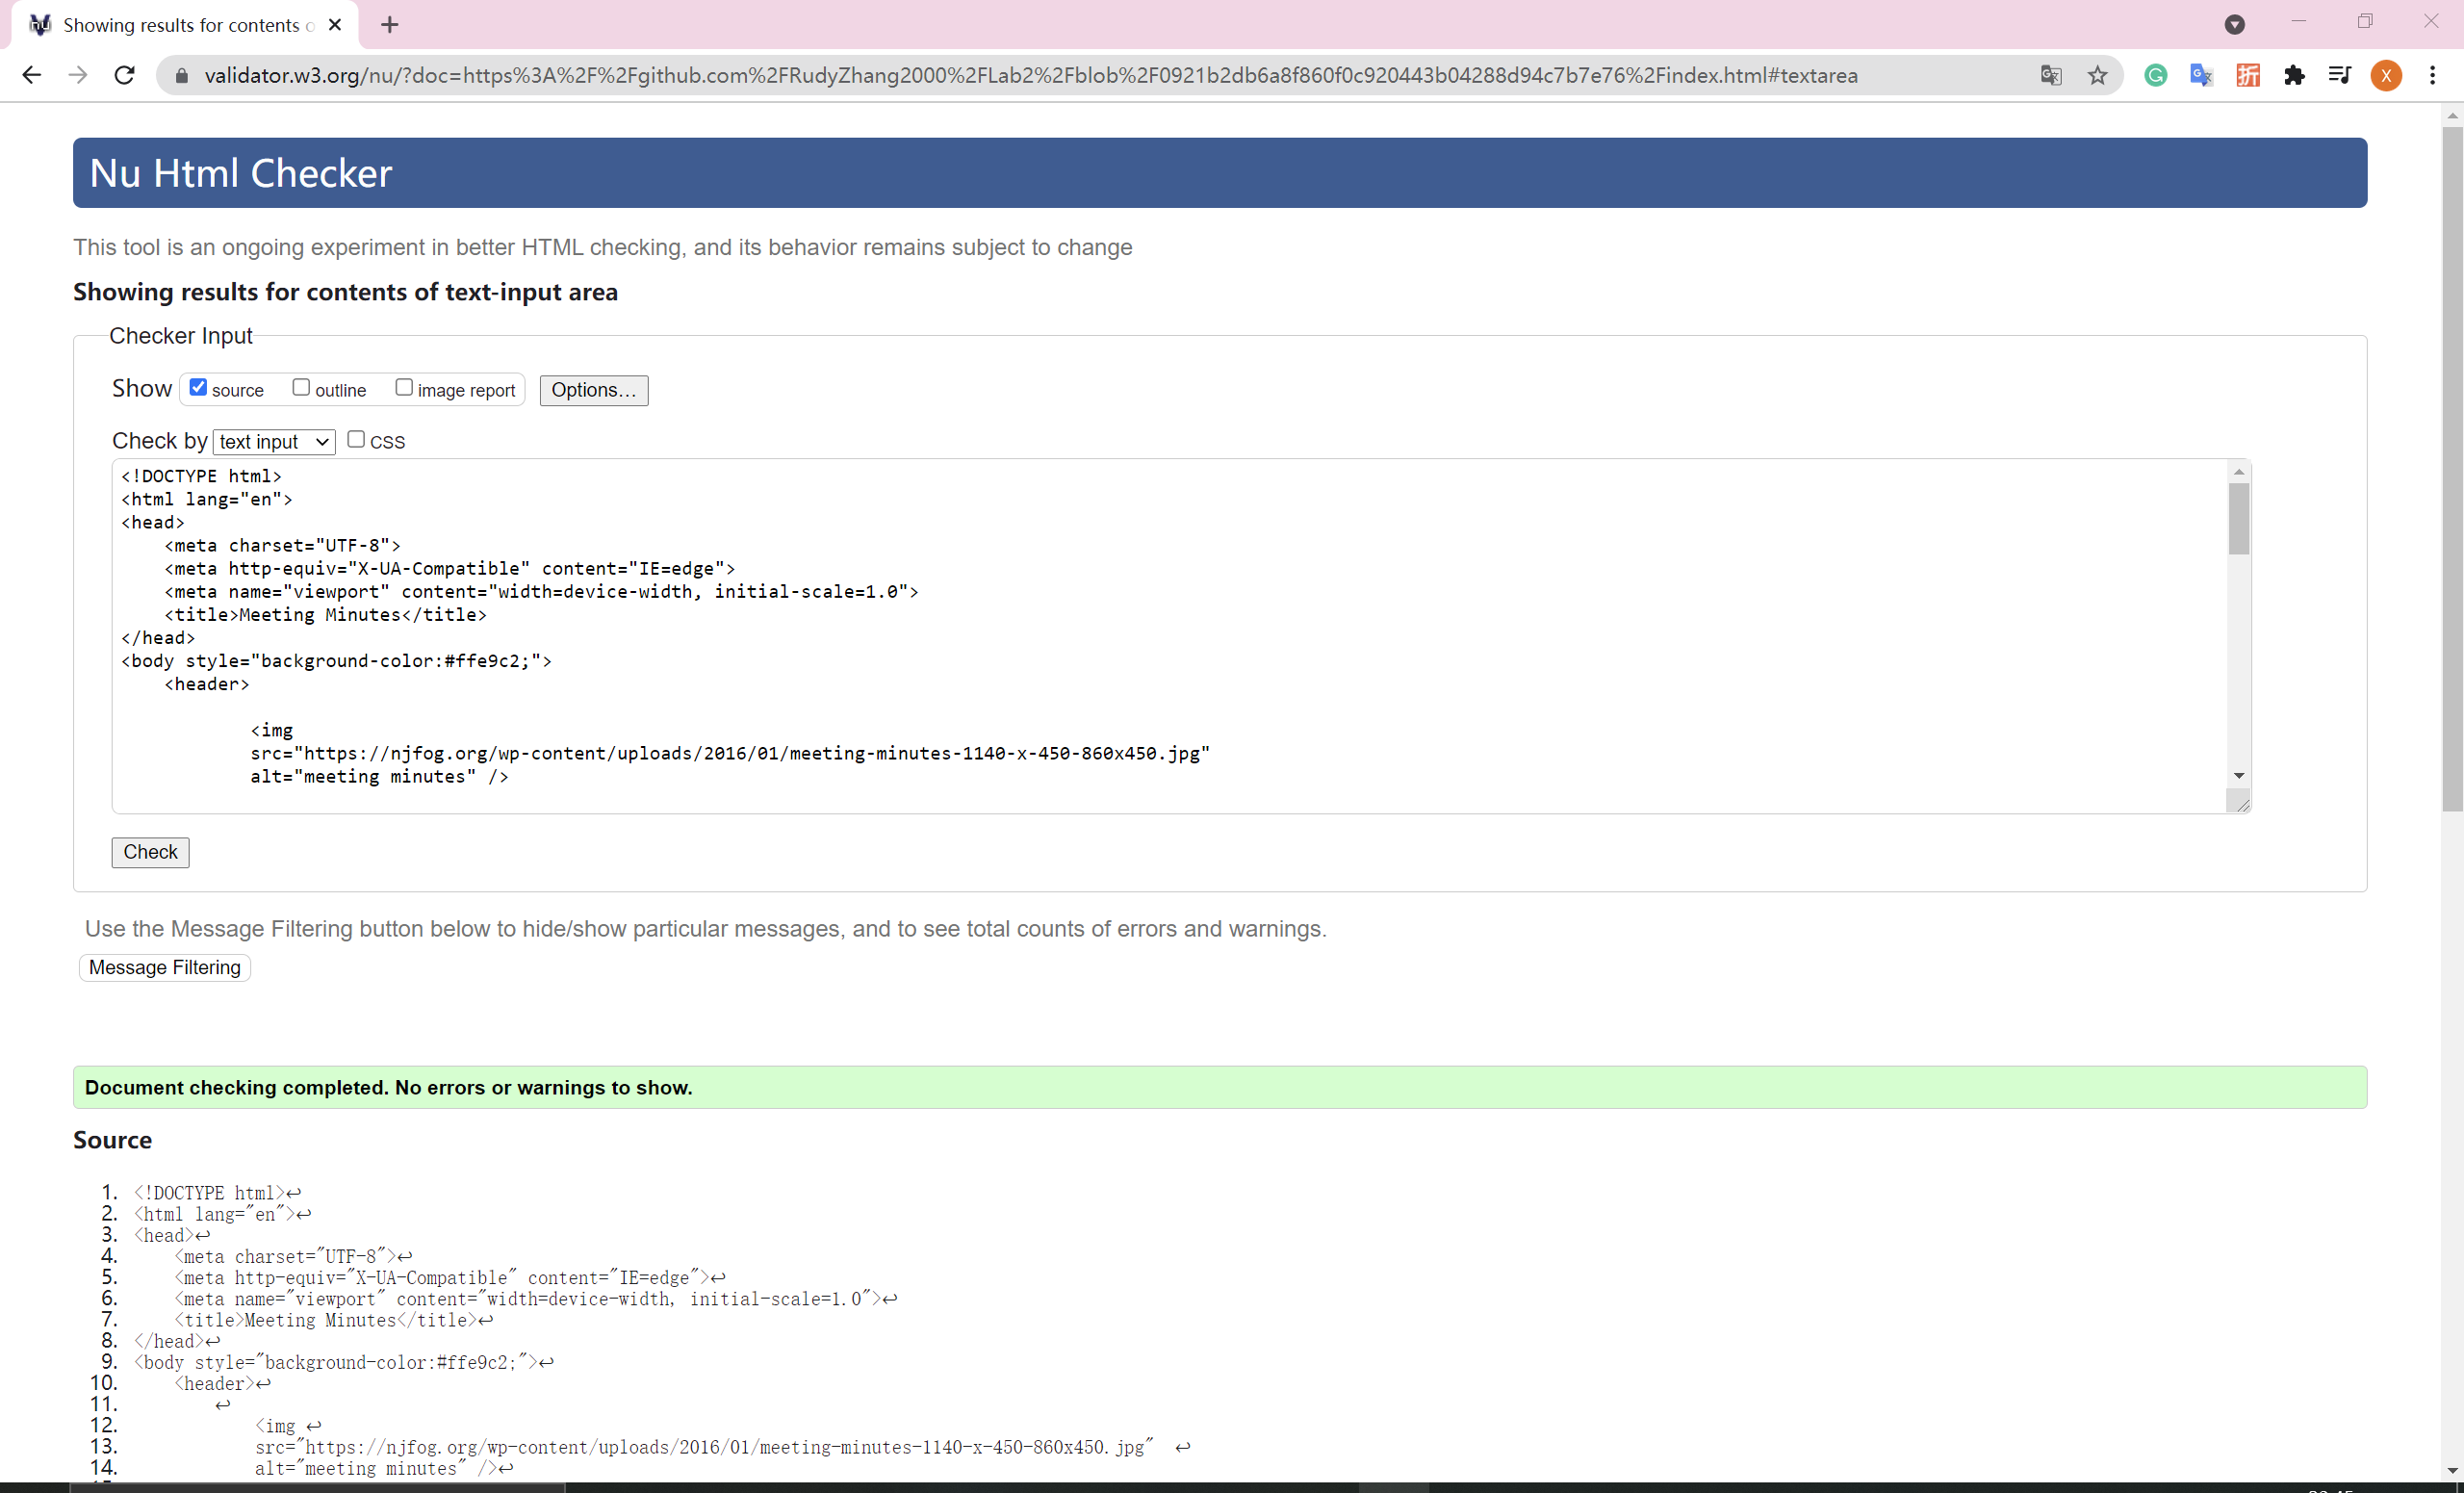 Showing results for contents o
validator.w3.org/nu/?doc=https%3A%2F%2Fgithub.com%2FRudyZhang2000%2FLab2%2Fblob%2F0921b2db6a8f860f0c920443b04288d94c7b7e76%2Findex.html#textarea
折
X
Nu Html Checker
This tool is an ongoing experiment in better HTML checking, and its behavior remains subject to change
Showing results for contents of text-input area
Checker Input
Show source outline image report Options...
Check by text input CSS
<!DOCTYPE html>
<html lang="en">
<head>
    <meta charset="UTF-8">
    <meta http-equiv="X-UA-Compatible" content="IE=edge">
    <meta name="viewport" content="width=device-width, initial-scale=1.0">
    <title>Meeting Minutes</title>
</head>
<body style="background-color:#ffe9c2;">
    <header>
            <img
            src="https://njfog.org/wp-content/uploads/2016/01/meeting-minutes-1140-x-450-860x450.jpg"
            alt="meeting minutes" />
Check
Use the Message Filtering button below to hide/show particular messages, and to see total counts of errors and warnings.
Message Filtering
Document checking completed. No errors or warnings to show.
Source
1. <!DOCTYPE html>↩
2. <html lang="en">↩
3. <head>↩
4.     <meta charset="UTF-8">↩
5.     <meta http-equiv="X-UA-Compatible" content="IE=edge">↩
6.     <meta name="viewport" content="width=device-width, initial-scale=1.0">↩
7.     <title>Meeting Minutes</title>↩
8. </head>↩
9. <body style="background-color:#ffe9c2;">↩
10.     <header>↩
11.         ↩
12.             <img ↩
13.             src="https://njfog.org/wp-content/uploads/2016/01/meeting-minutes-1140-x-450-860x450.jpg"  ↩
14.             alt="meeting minutes" />↩